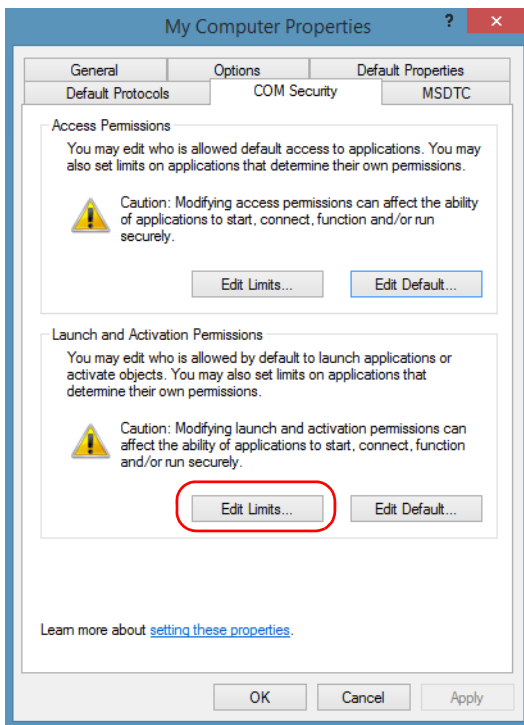 My Computer Properties
?
×
General
Options
Default Properties
Default Protocols
COM Security
MSDTC
Access Permissions
You may edit who is allowed default access to applications. You may
also set limits on applications that determine their own permissions.
Caution: Modifying access permissions can affect the ability
of applications to start, connect, function and/or run
securely.
Edit Limits...
Edit Default...
Launch and Activation Permissions
You may edit who is allowed by default to launch applications or
activate objects. You may also set limits on applications that
determine their own permissions.
Caution: Modifying launch and activation permissions can
affect the ability of applications to start, connect, function
and/or run securely.
Edit Limits...
Edit Default...
Learn more about setting these properties.
OK
Cancel
Apply